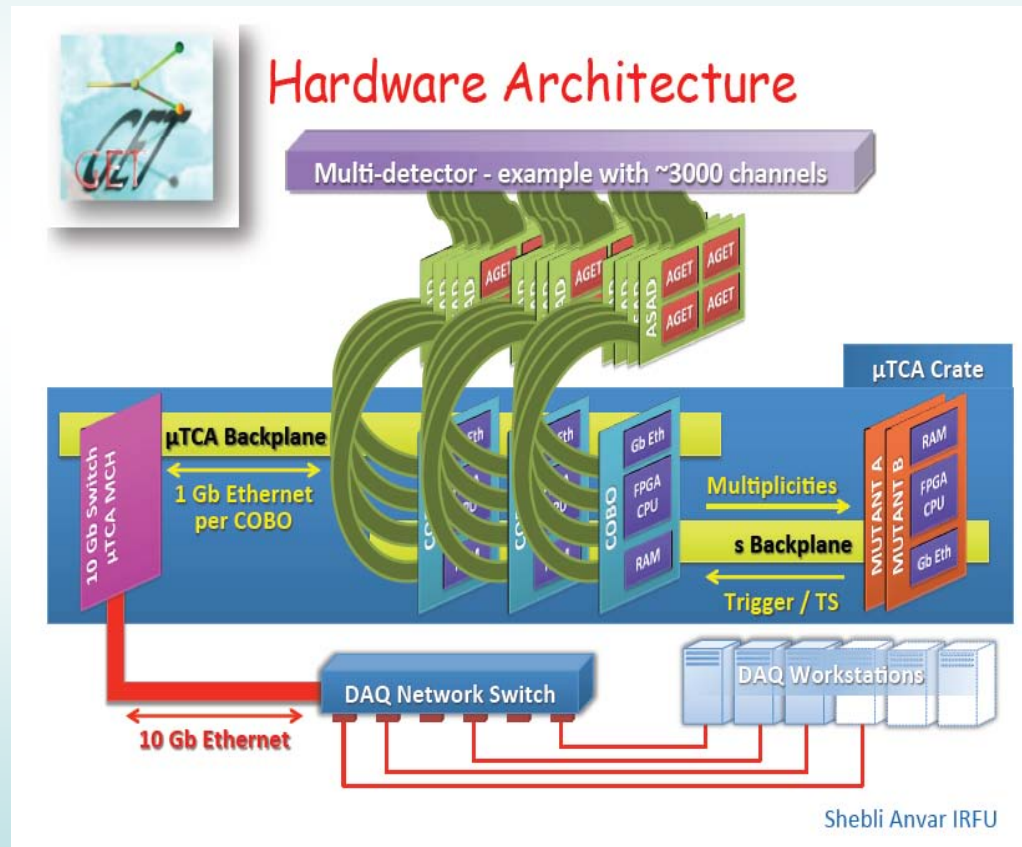 GET
Hardware Architecture
Multi-detector - example with ~3000 channels
AGET
AGET
AGET
AGET
AGET
AGET
ASAD
µTCA Crate
10 Gb Switch
µTCA MCH
µTCA Backplane
1 Gb Ethernet
per COBO
COBO
Gb Eth
FPGA
CPU
RAM
Multiplicities
s Backplane
Trigger / TS
MUTANT A
MUTANT B
RAM
FPGA
CPU
Gb Eth
DAQ Network Switch
DAQ Workstations
10 Gb Ethernet
Shebli Anvar IRFU